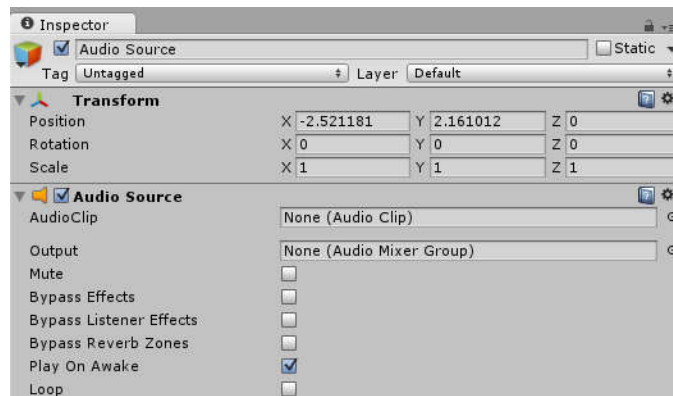 Inspector
Audio Source Static
Tag Untagged Layer Default
Transform
Position X -2.521181 Y 2.161012 Z 0
Rotation X 0 Y 0 Z 0
Scale X 1 Y 1 Z 1
Audio Source
AudioClip None (Audio Clip)
Output None (Audio Mixer Group)
Mute
Bypass Effects
Bypass Listener Effects
Bypass Reverb Zones
Play On Awake
Loop